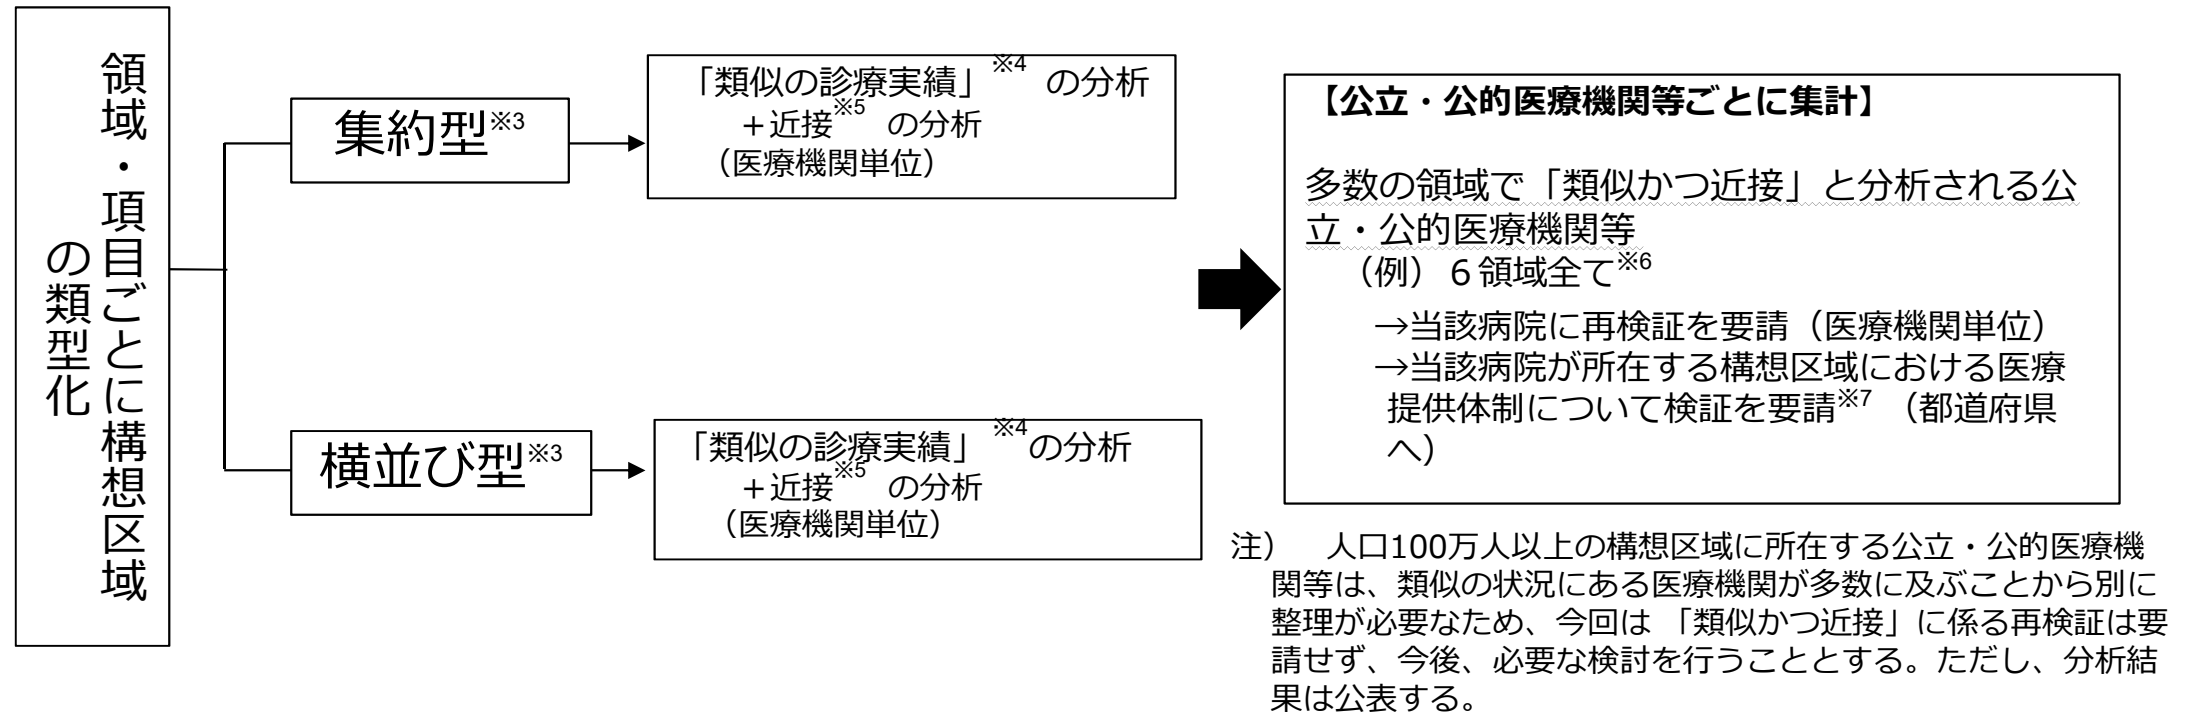 領域・項目ごとに構想区域
の類型化
集約型※3
「類似の診療実績」※4 の分析
＋近接※5 の分析
（医療機関単位）
横並び型※3
「類似の診療実績」※4の分析
＋近接※5 の分析
（医療機関単位）
【公立・公的医療機関等ごとに集計】
多数の領域で「類似かつ近接」と分析される公
立・公的医療機関等
（例）６領域全て※6
→当該病院に再検証を要請（医療機関単位）
→当該病院が所在する構想区域における医療
提供体制について検証を要請※7 （都道府県
へ）
注） 人口100万人以上の構想区域に所在する公立・公的医療機
関等は、類似の状況にある医療機関が多数に及ぶことから別に
整理が必要なため、今回は 「類似かつ近接」に係る再検証は要
請せず、今後、必要な検討を行うこととする。ただし、分析結
果は公表する。